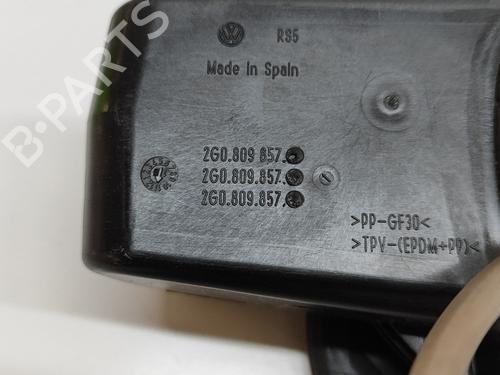 RS5
Made in Spain
2G0.809 857.
2G0.809.857.
2G0.809.857.
>PP-GF30<
>TPV-(EPDM+PP)<
B-PARTS